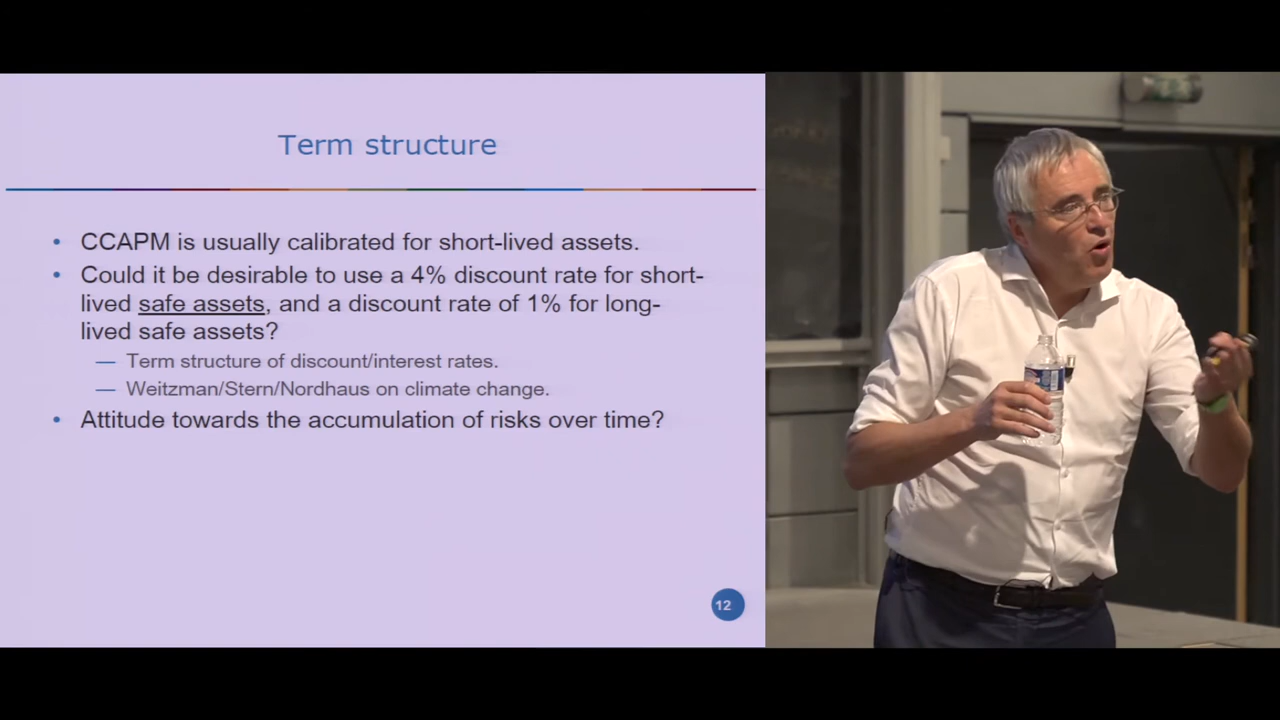 Term structure
• CCAPM is usually calibrated for short-lived assets.
• Could it be desirable to use a 4% discount rate for short-
lived safe assets, and a discount rate of 1% for long-
lived safe assets?
— Term structure of discount/interest rates.
— Weitzman/Stern/Nordhaus on climate change.
• Attitude towards the accumulation of risks over time?
12